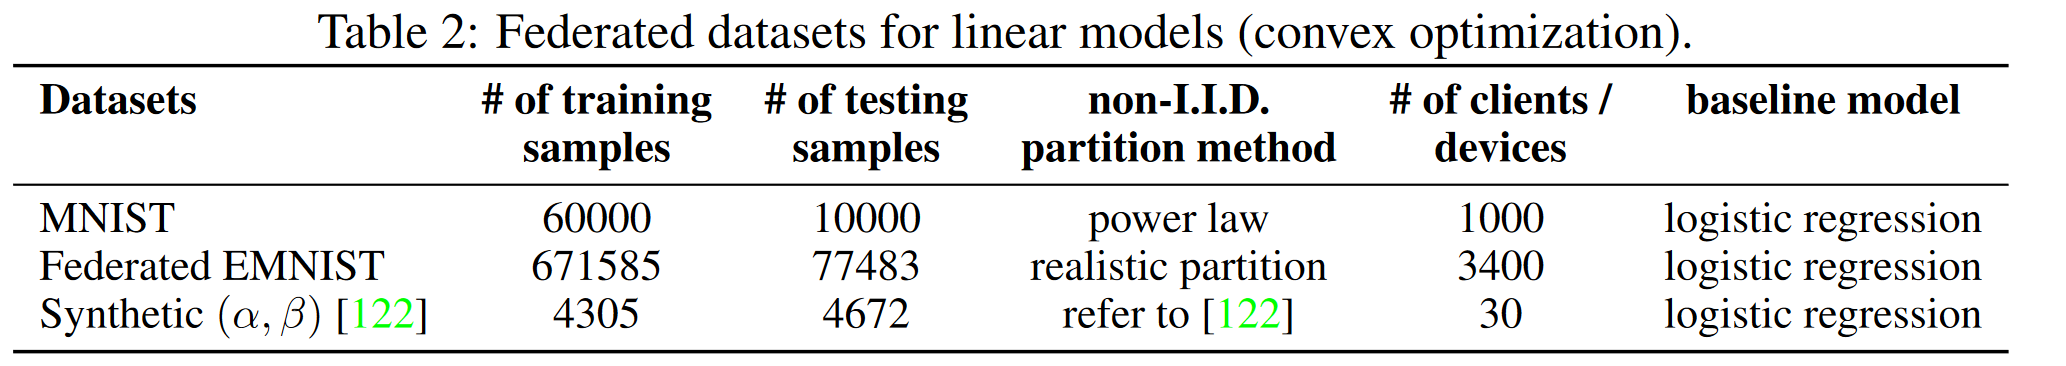 Table 2: Federated datasets for linear models (convex optimization).
Datasets # of training # of testing non-I.I.D. # of clients / baseline model
samples samples partition method devices
MNIST 60000 10000 power law 1000 logistic regression
Federated EMNIST 671585 77483 realistic partition 3400 logistic regression
Synthetic (α, β) [122] 4305 4672 refer to [122] 30 logistic regression